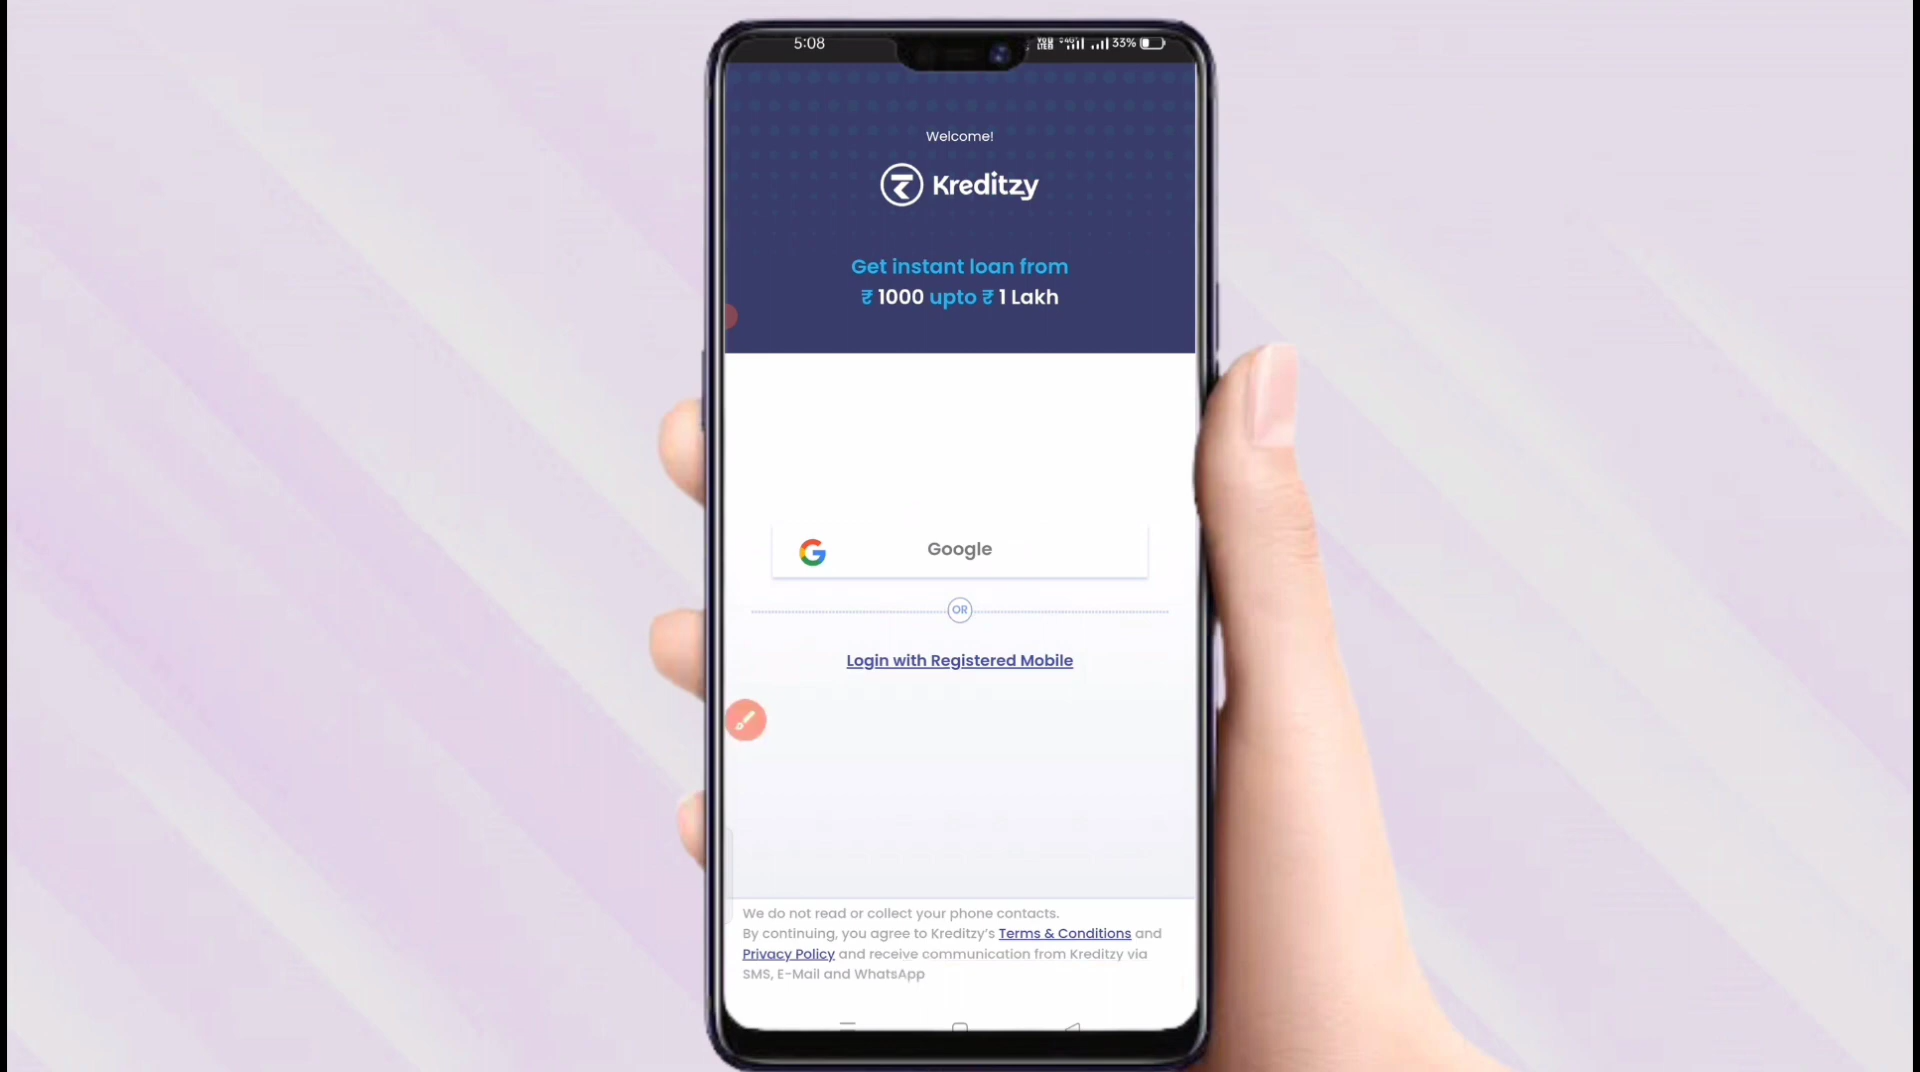 5:08
33%
Welcome!
Kreditzy
Get instant loan from
₹ 1000 upto ₹ 1 Lakh
Google
OR
Login with Registered Mobile
We do not read or collect your phone contacts.
By continuing, you agree to Kreditzy's Terms & Conditions and
Privacy Policy and receive communication from Kreditzy via
SMS, E-Mail and WhatsApp